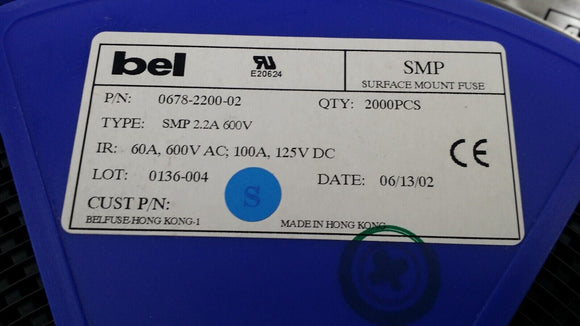 bel
E20624
SMP
SURFACE MOUNT FUSE
P/N: 0678-2200-02 QTY: 2000PCS
TYPE: SMP 2.2A 600V
IR: 60A, 600V AC; 100A, 125V DC
CE
LOT: 0136-004 S DATE: 06/13/02
CUST P/N:
BELFUSE-HONG KONG-1 MADE IN HONG KONG